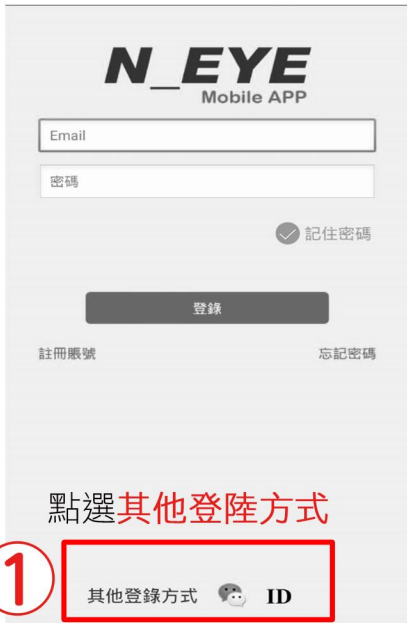 N_EYE
Mobile APP
Email
密碼
記住密碼
登錄
註冊賬號 忘記密碼
點選其他登陸方式
1 其他登錄方式 ID